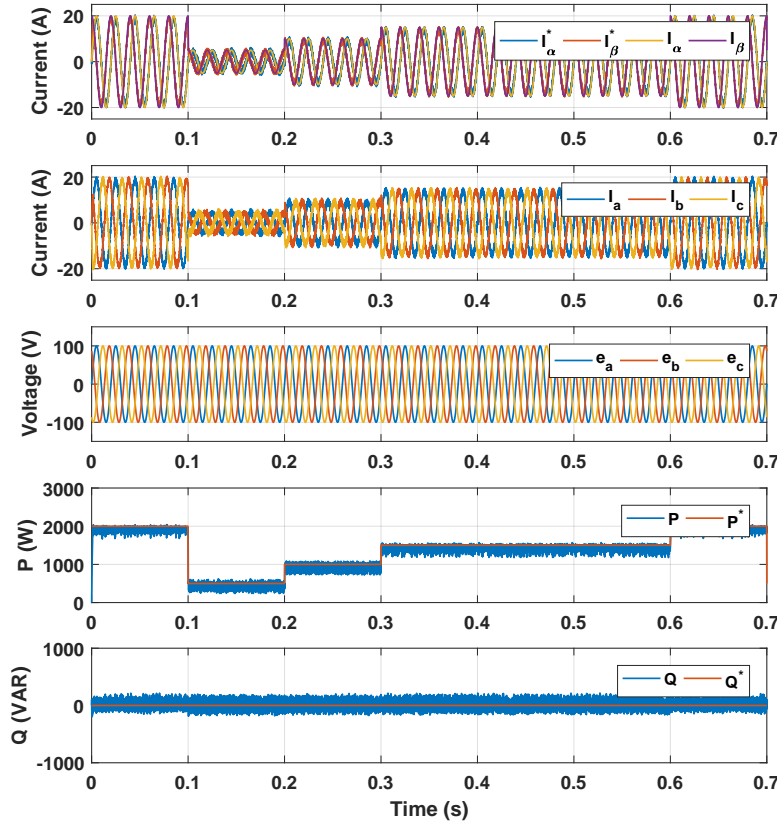 20
0
-20
Current (A)
I*α I*β Iα Iβ
0 0.1 0.2 0.3 0.4 0.5 0.6 0.7
20
0
-20
Current (A)
Ia Ib Ic
0 0.1 0.2 0.3 0.4 0.5 0.6 0.7
100
0
-100
Voltage (V)
ea eb ec
0 0.1 0.2 0.3 0.4 0.5 0.6 0.7
3000
2000
1000
0
P (W)
P P*
0 0.1 0.2 0.3 0.4 0.5 0.6 0.7
1000
0
-1000
Q (VAR)
Q Q*
0 0.1 0.2 0.3 0.4 0.5 0.6 0.7
Time (s)